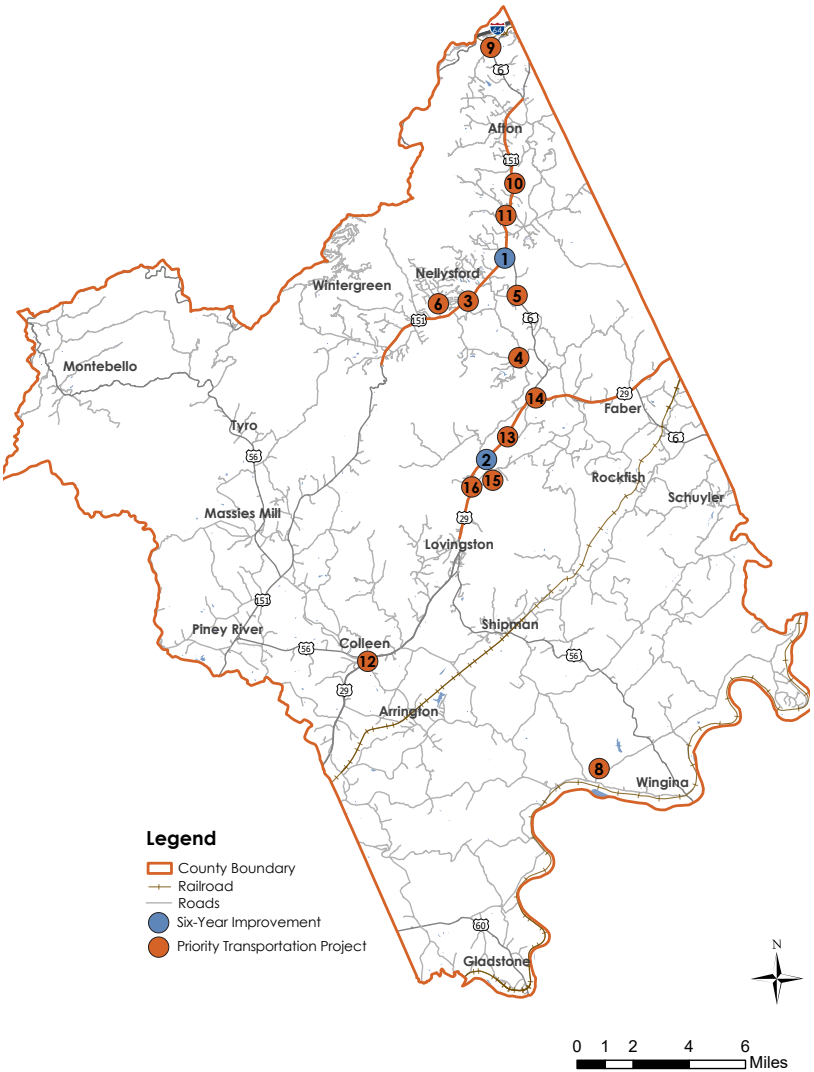 64
9
6
Afton
151
10
11
1
Nellysford
Wintergreen
6
3
5
151
6
4
Montebello
14
29
Faber
Tyro
13
6
56
2
Rockfish
16
15
Schuyler
Massies Mill
29
Lovingston
151
Piney River
Shipman
56
Colleen
56
12
29
Arrington
8
Wingina
Legend
County Boundary
Railroad
Roads
Six-Year Improvement
Priority Transportation Project
60
Gladstone
N
0 1 2 4 6
Miles